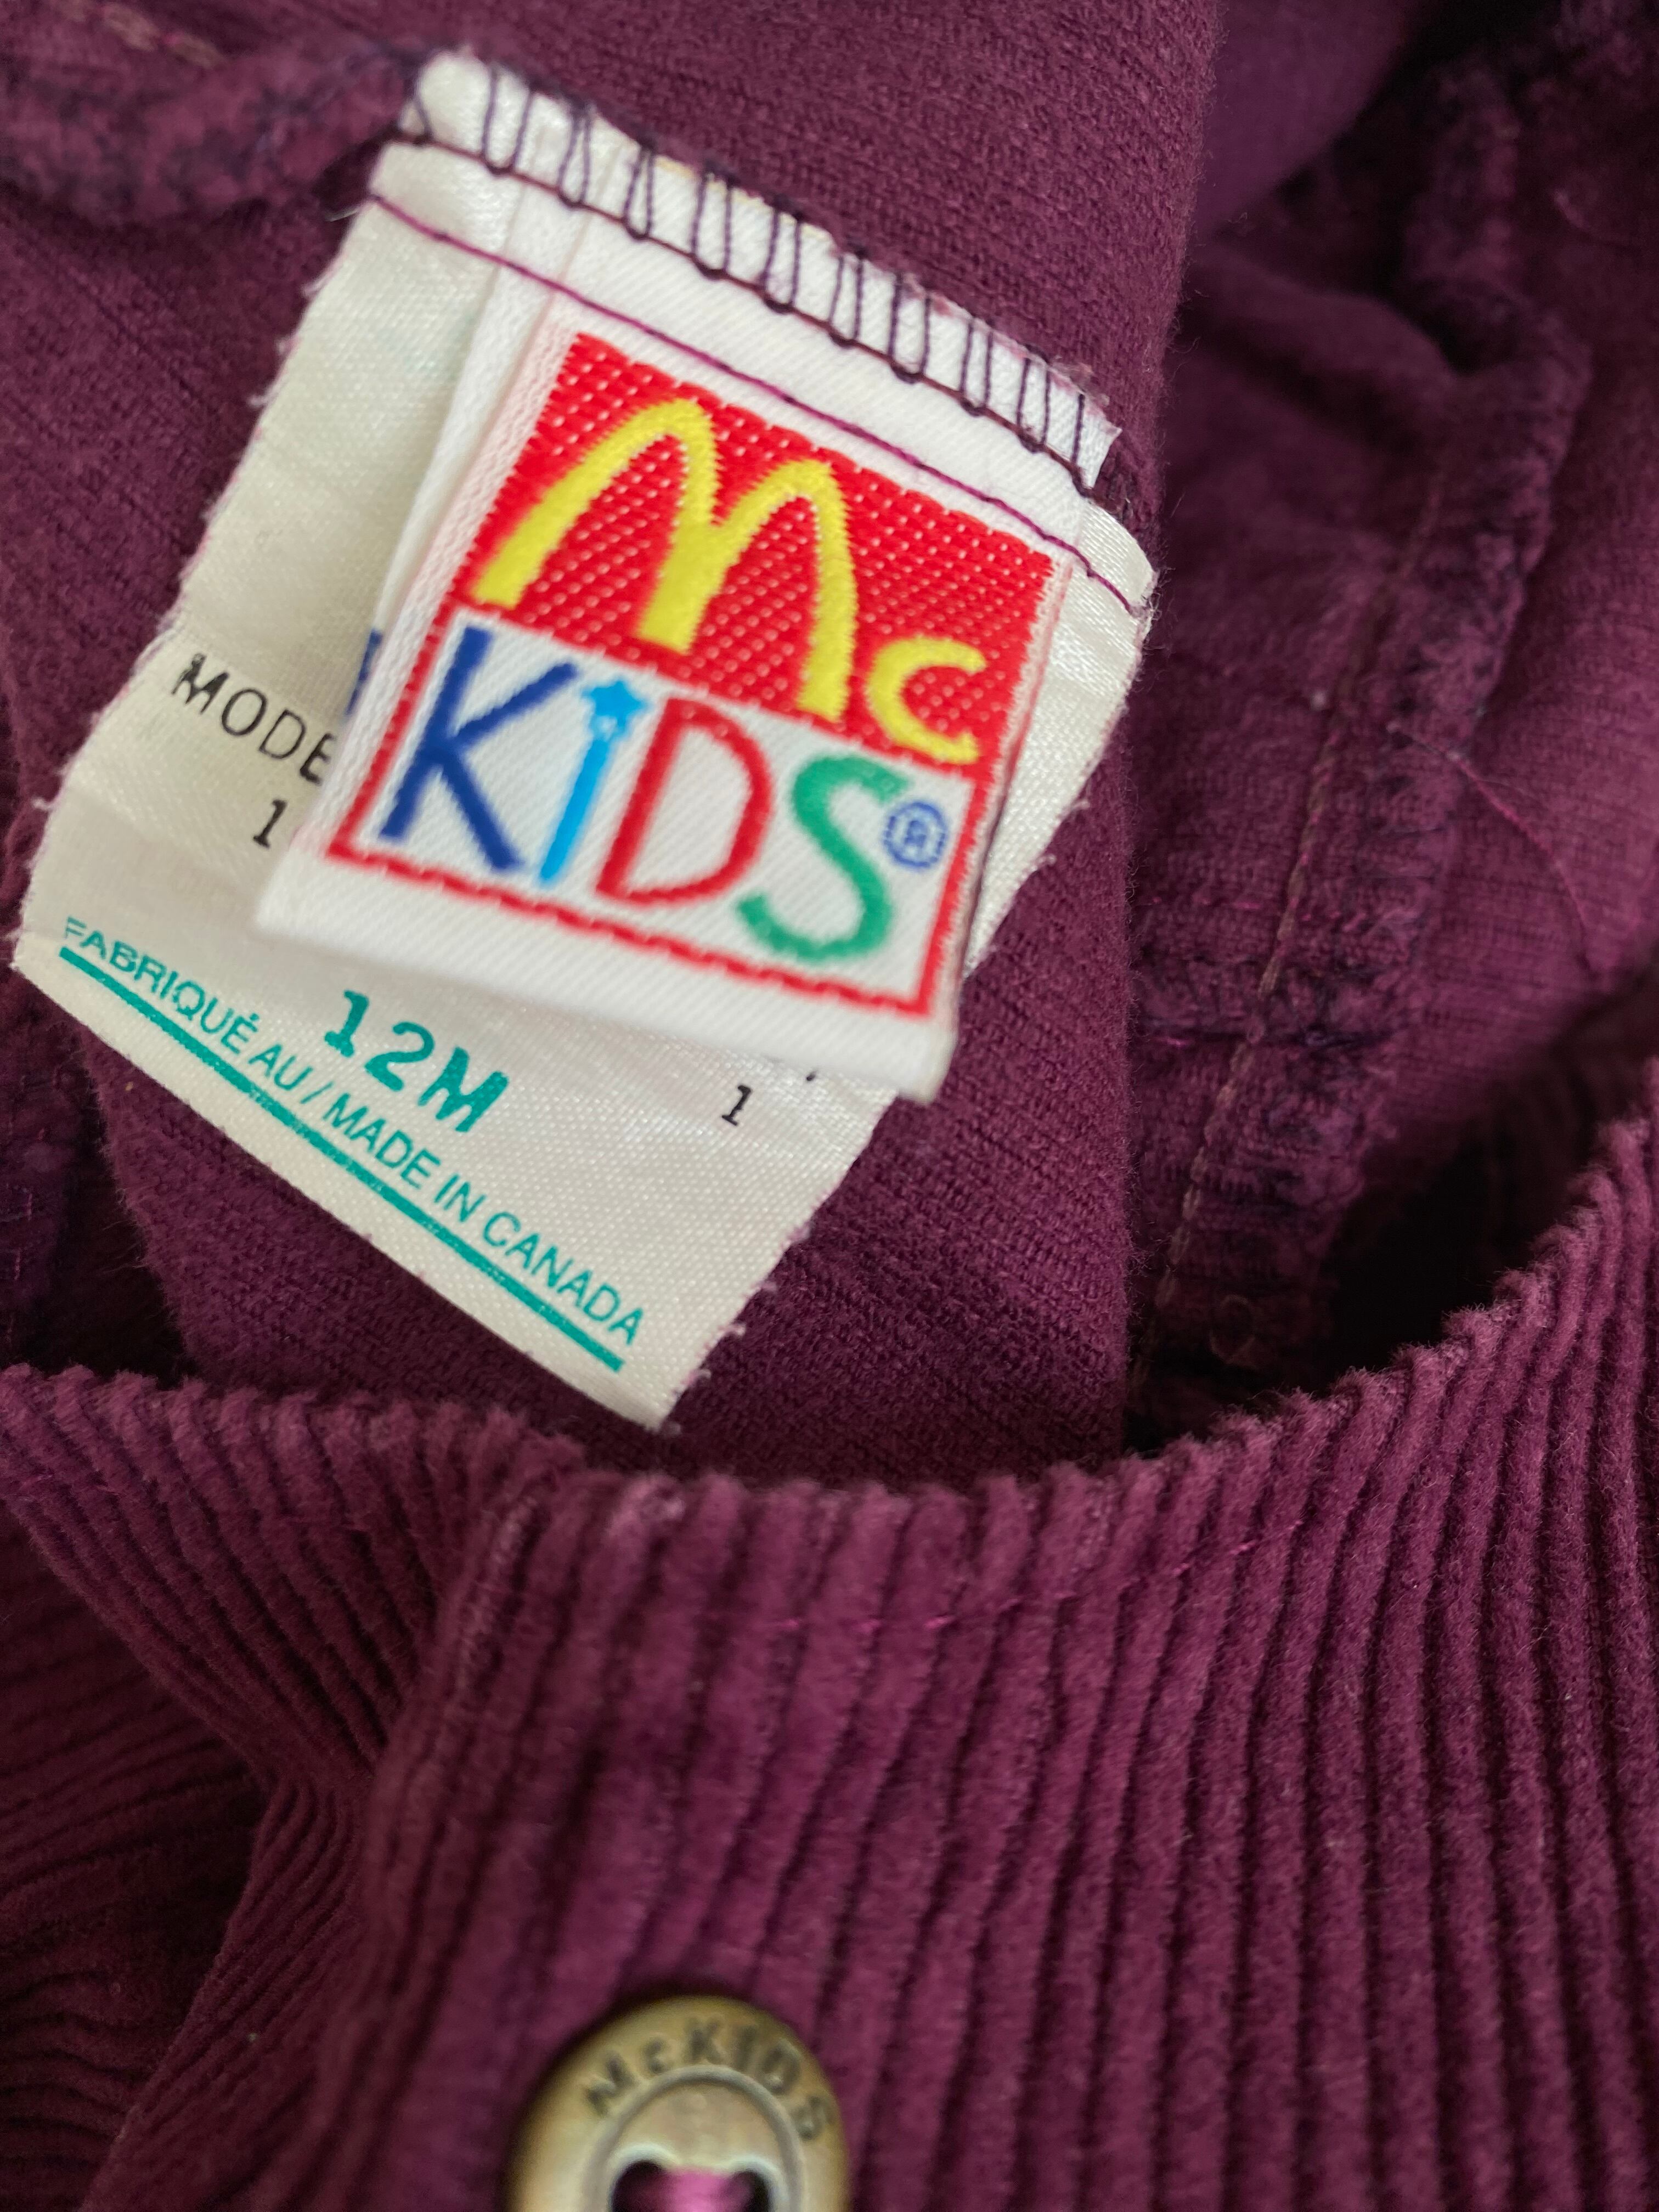 Mc
KiDS®
MODE
1
12M
1
FABRIQUÉ AU / MADE IN CANADA
McKIDS